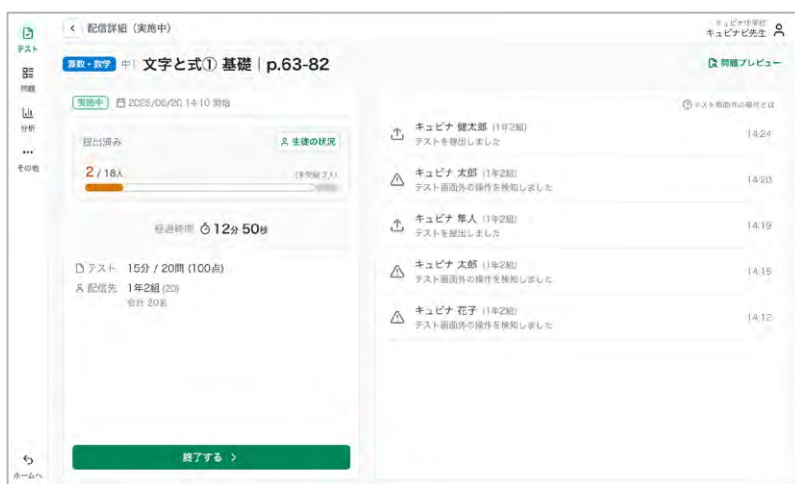 テスト
問題
分析
その他
ホームへ
配信詳細（実施中）
キュビナ中学校
キュビナビ先生
算数・数学 中1 文字と式① 基礎｜p.63-82
問題プレビュー
実施中 2025/06/20 14:10 開始
提出済み
生徒の状況
2 / 18人
(未受験 2人)
経過時間 12分 50秒
テスト 15分 / 20問 (100点)
配信先 1年2組 (20)
合計 20名
終了する
テスト画面外の操作とは
キュビナ 健太郎 (1年2組) 14:24
テストを提出しました
キュビナ 太郎 (1年2組) 14:20
テスト画面外の操作を検知しました
キュビナ 隼人 (1年2組) 14:19
テストを提出しました
キュビナ 太郎 (1年2組) 14:15
テスト画面外の操作を検知しました
キュビナ 花子 (1年2組) 14:12
テスト画面外の操作を検知しました